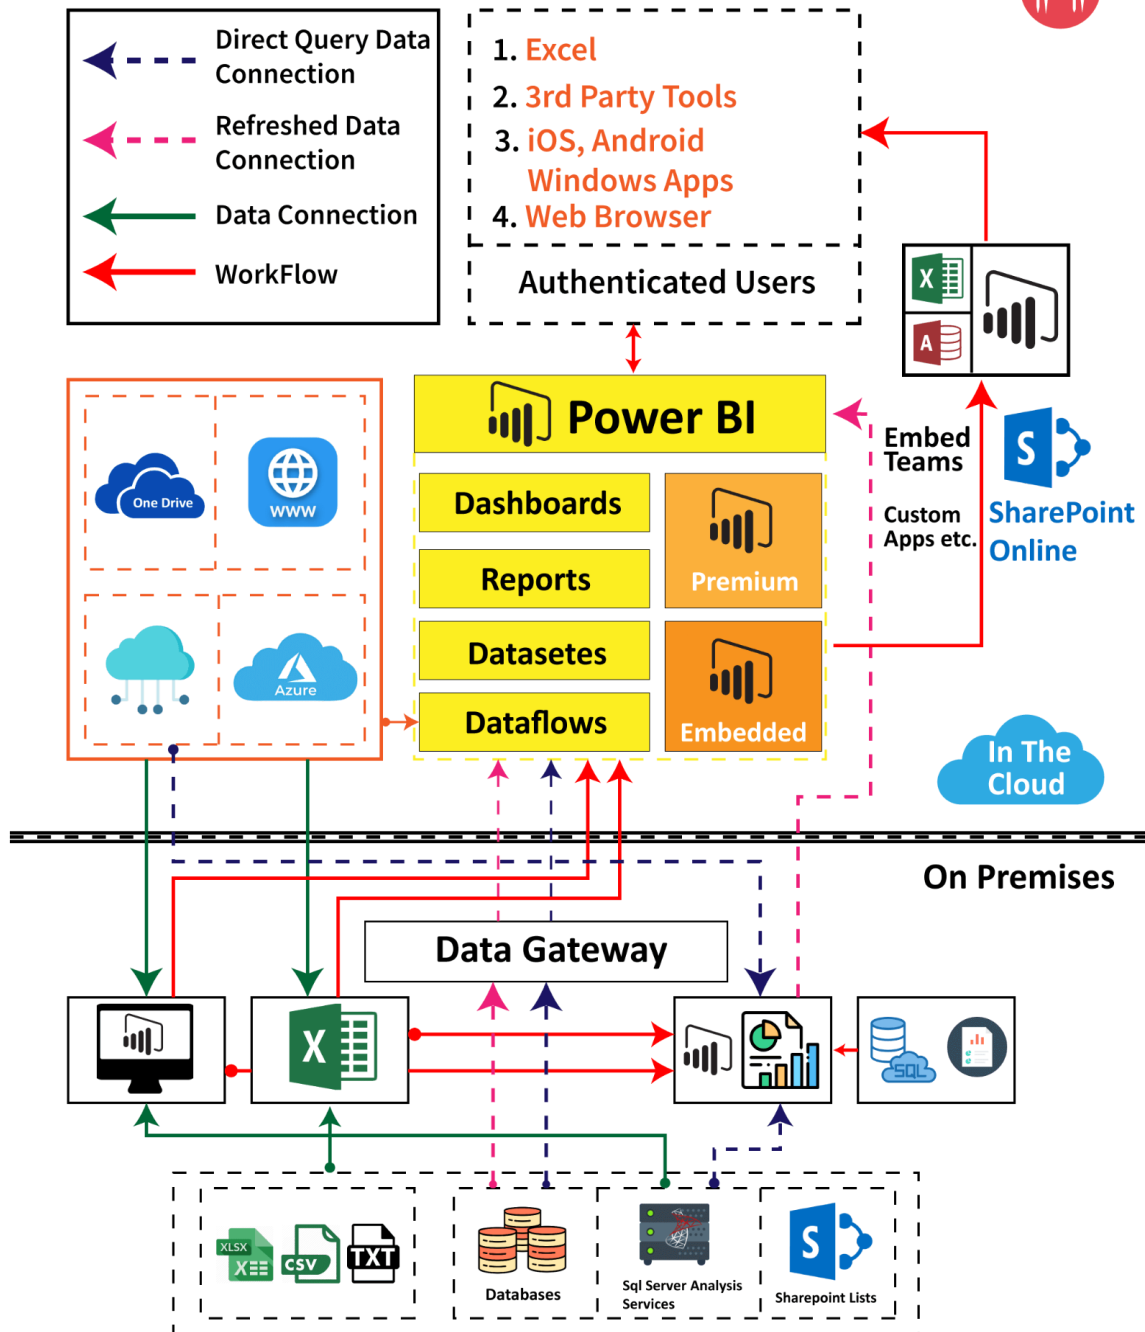 Direct Query Data
Connection
Refreshed Data
Connection
Data Connection
WorkFlow
1. Excel
2. 3rd Party Tools
3. iOS, Android
Windows Apps
4. Web Browser
Authenticated Users
X
A
One Drive
WWW
Azure
Power BI
Dashboards
Reports
Datasetes
Dataflows
Premium
Embedded
Embed
Teams
Custom
Apps etc.
S
SharePoint
Online
In The
Cloud
On Premises
Data Gateway
X
SQL
XLSX
X
CSV
TXT
Databases
Sql Server Analysis
Services
S
Sharepoint Lists